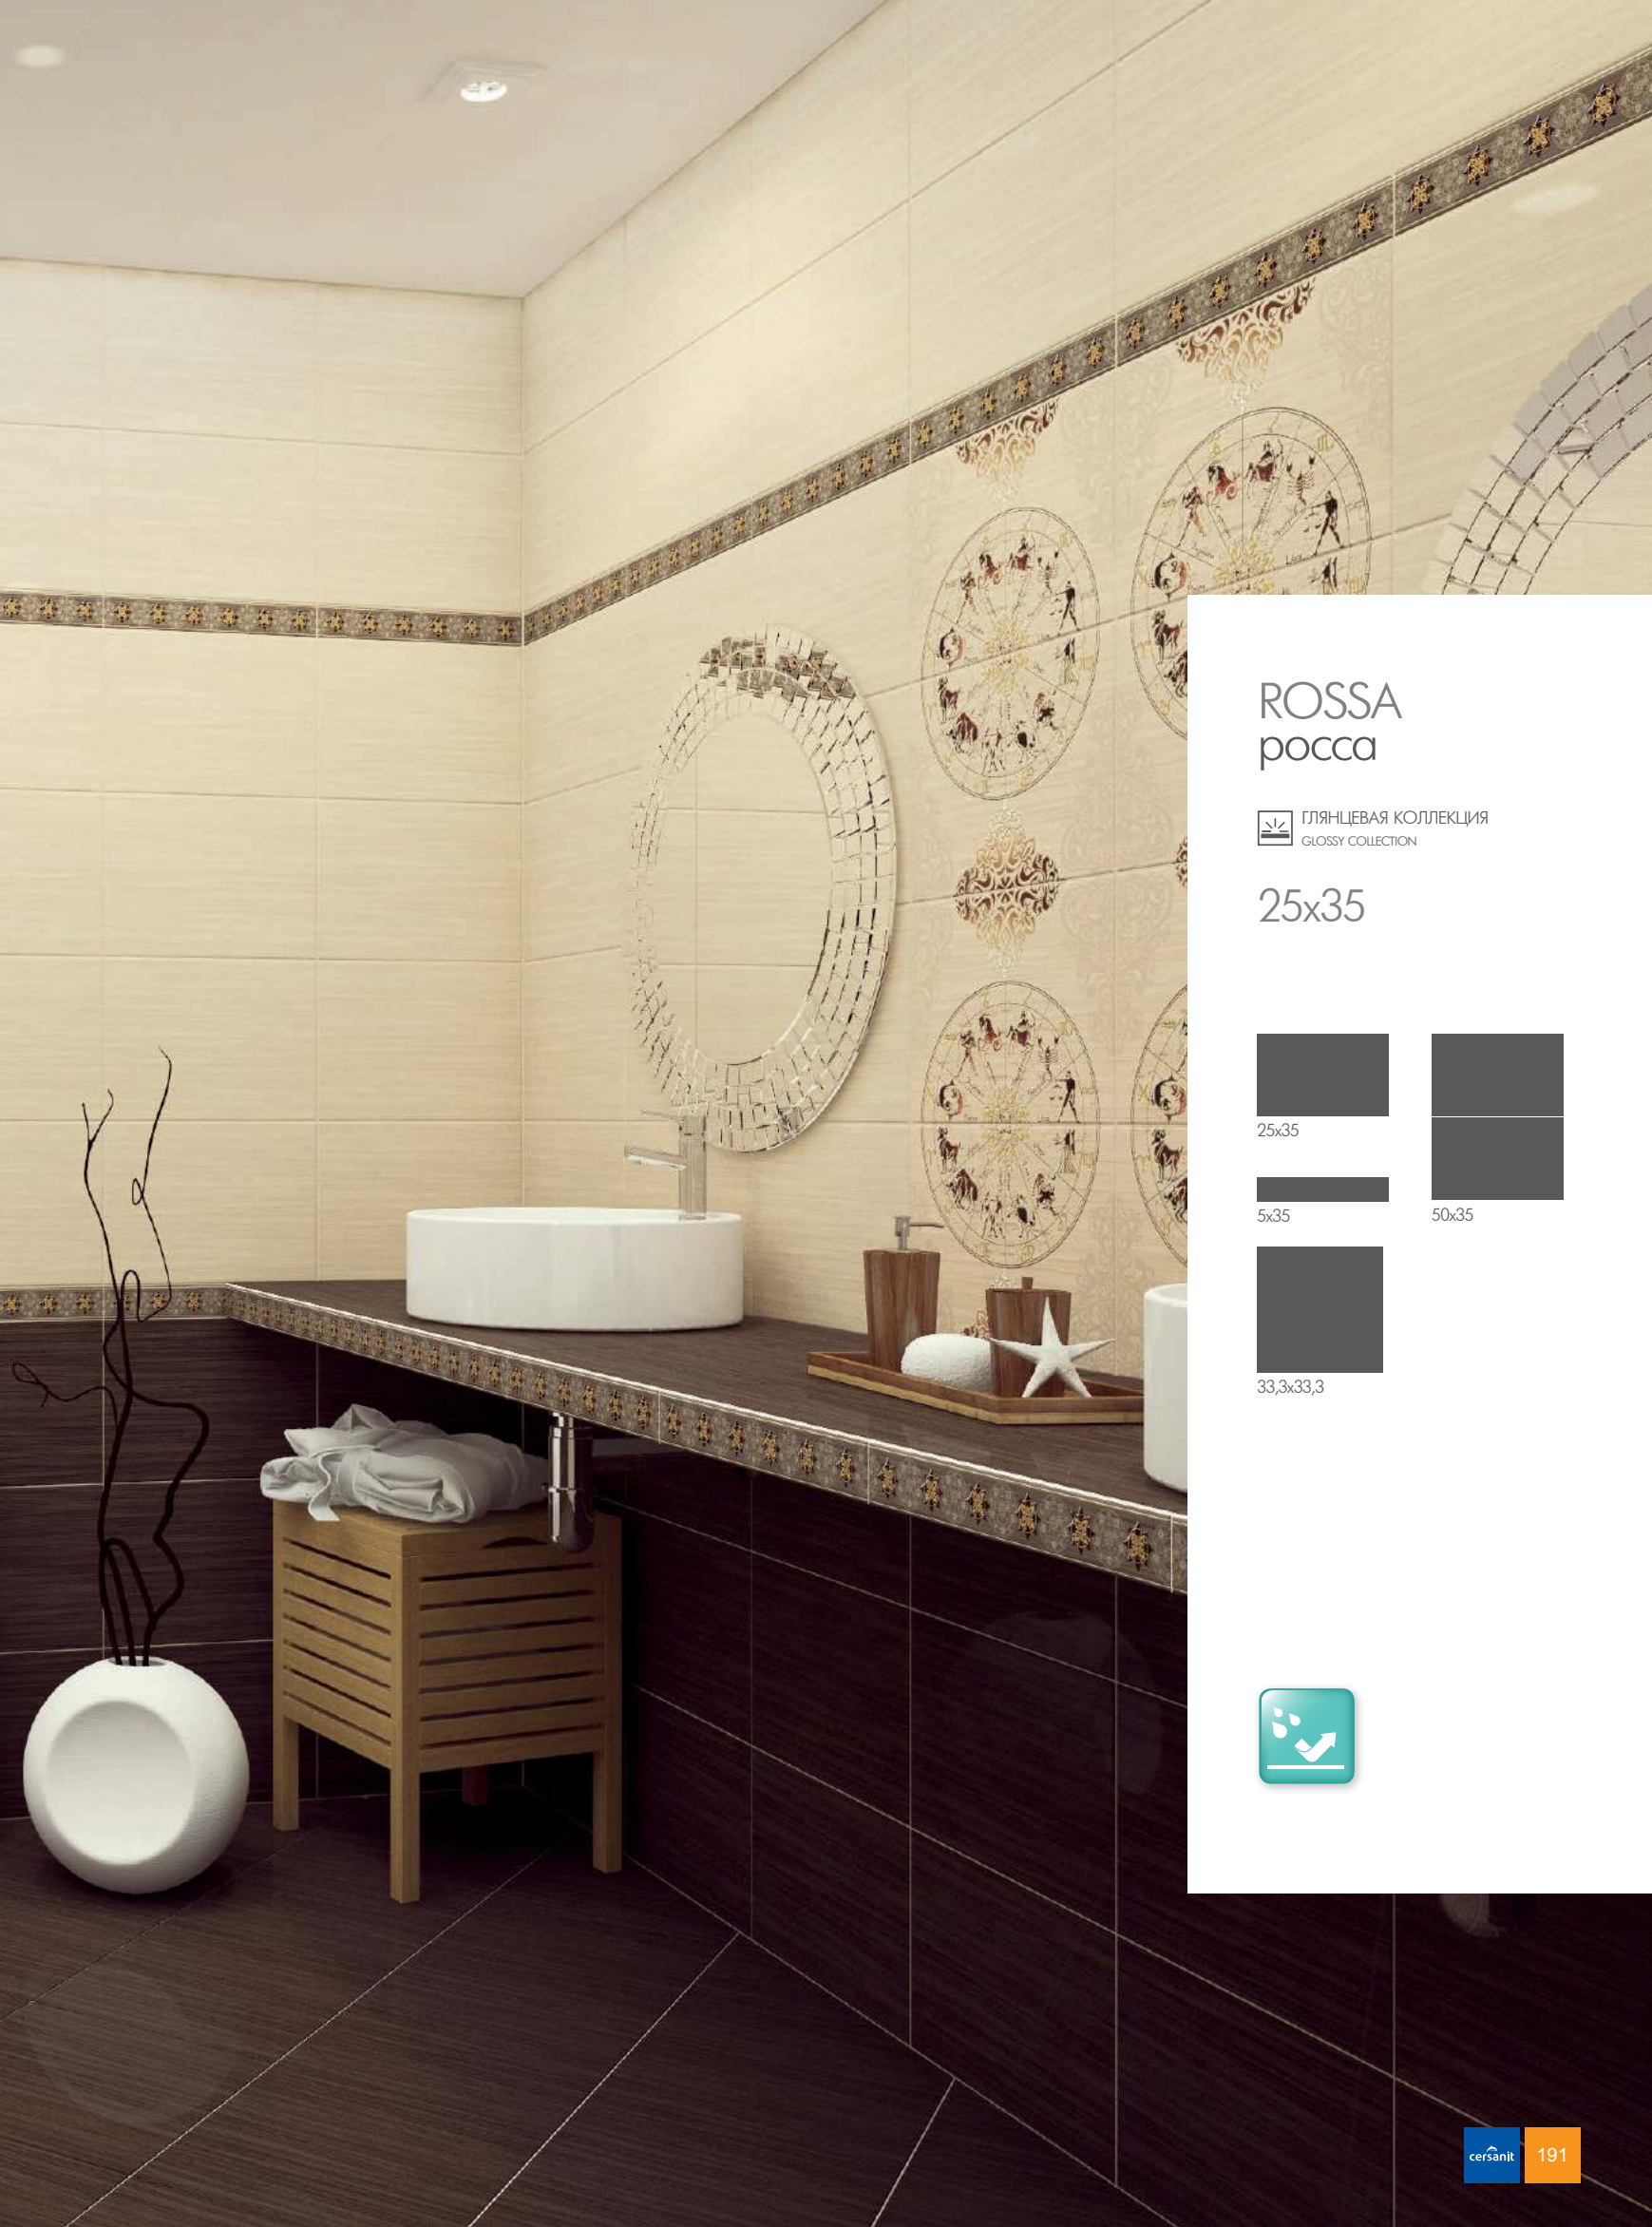 ROSSA
росса
ГЛЯНЦЕВАЯ КОЛЛЕКЦИЯ
GLOSSY COLLECTION
25x35
25x35
5x35
50x35
33,3x33,3
cersanit
191